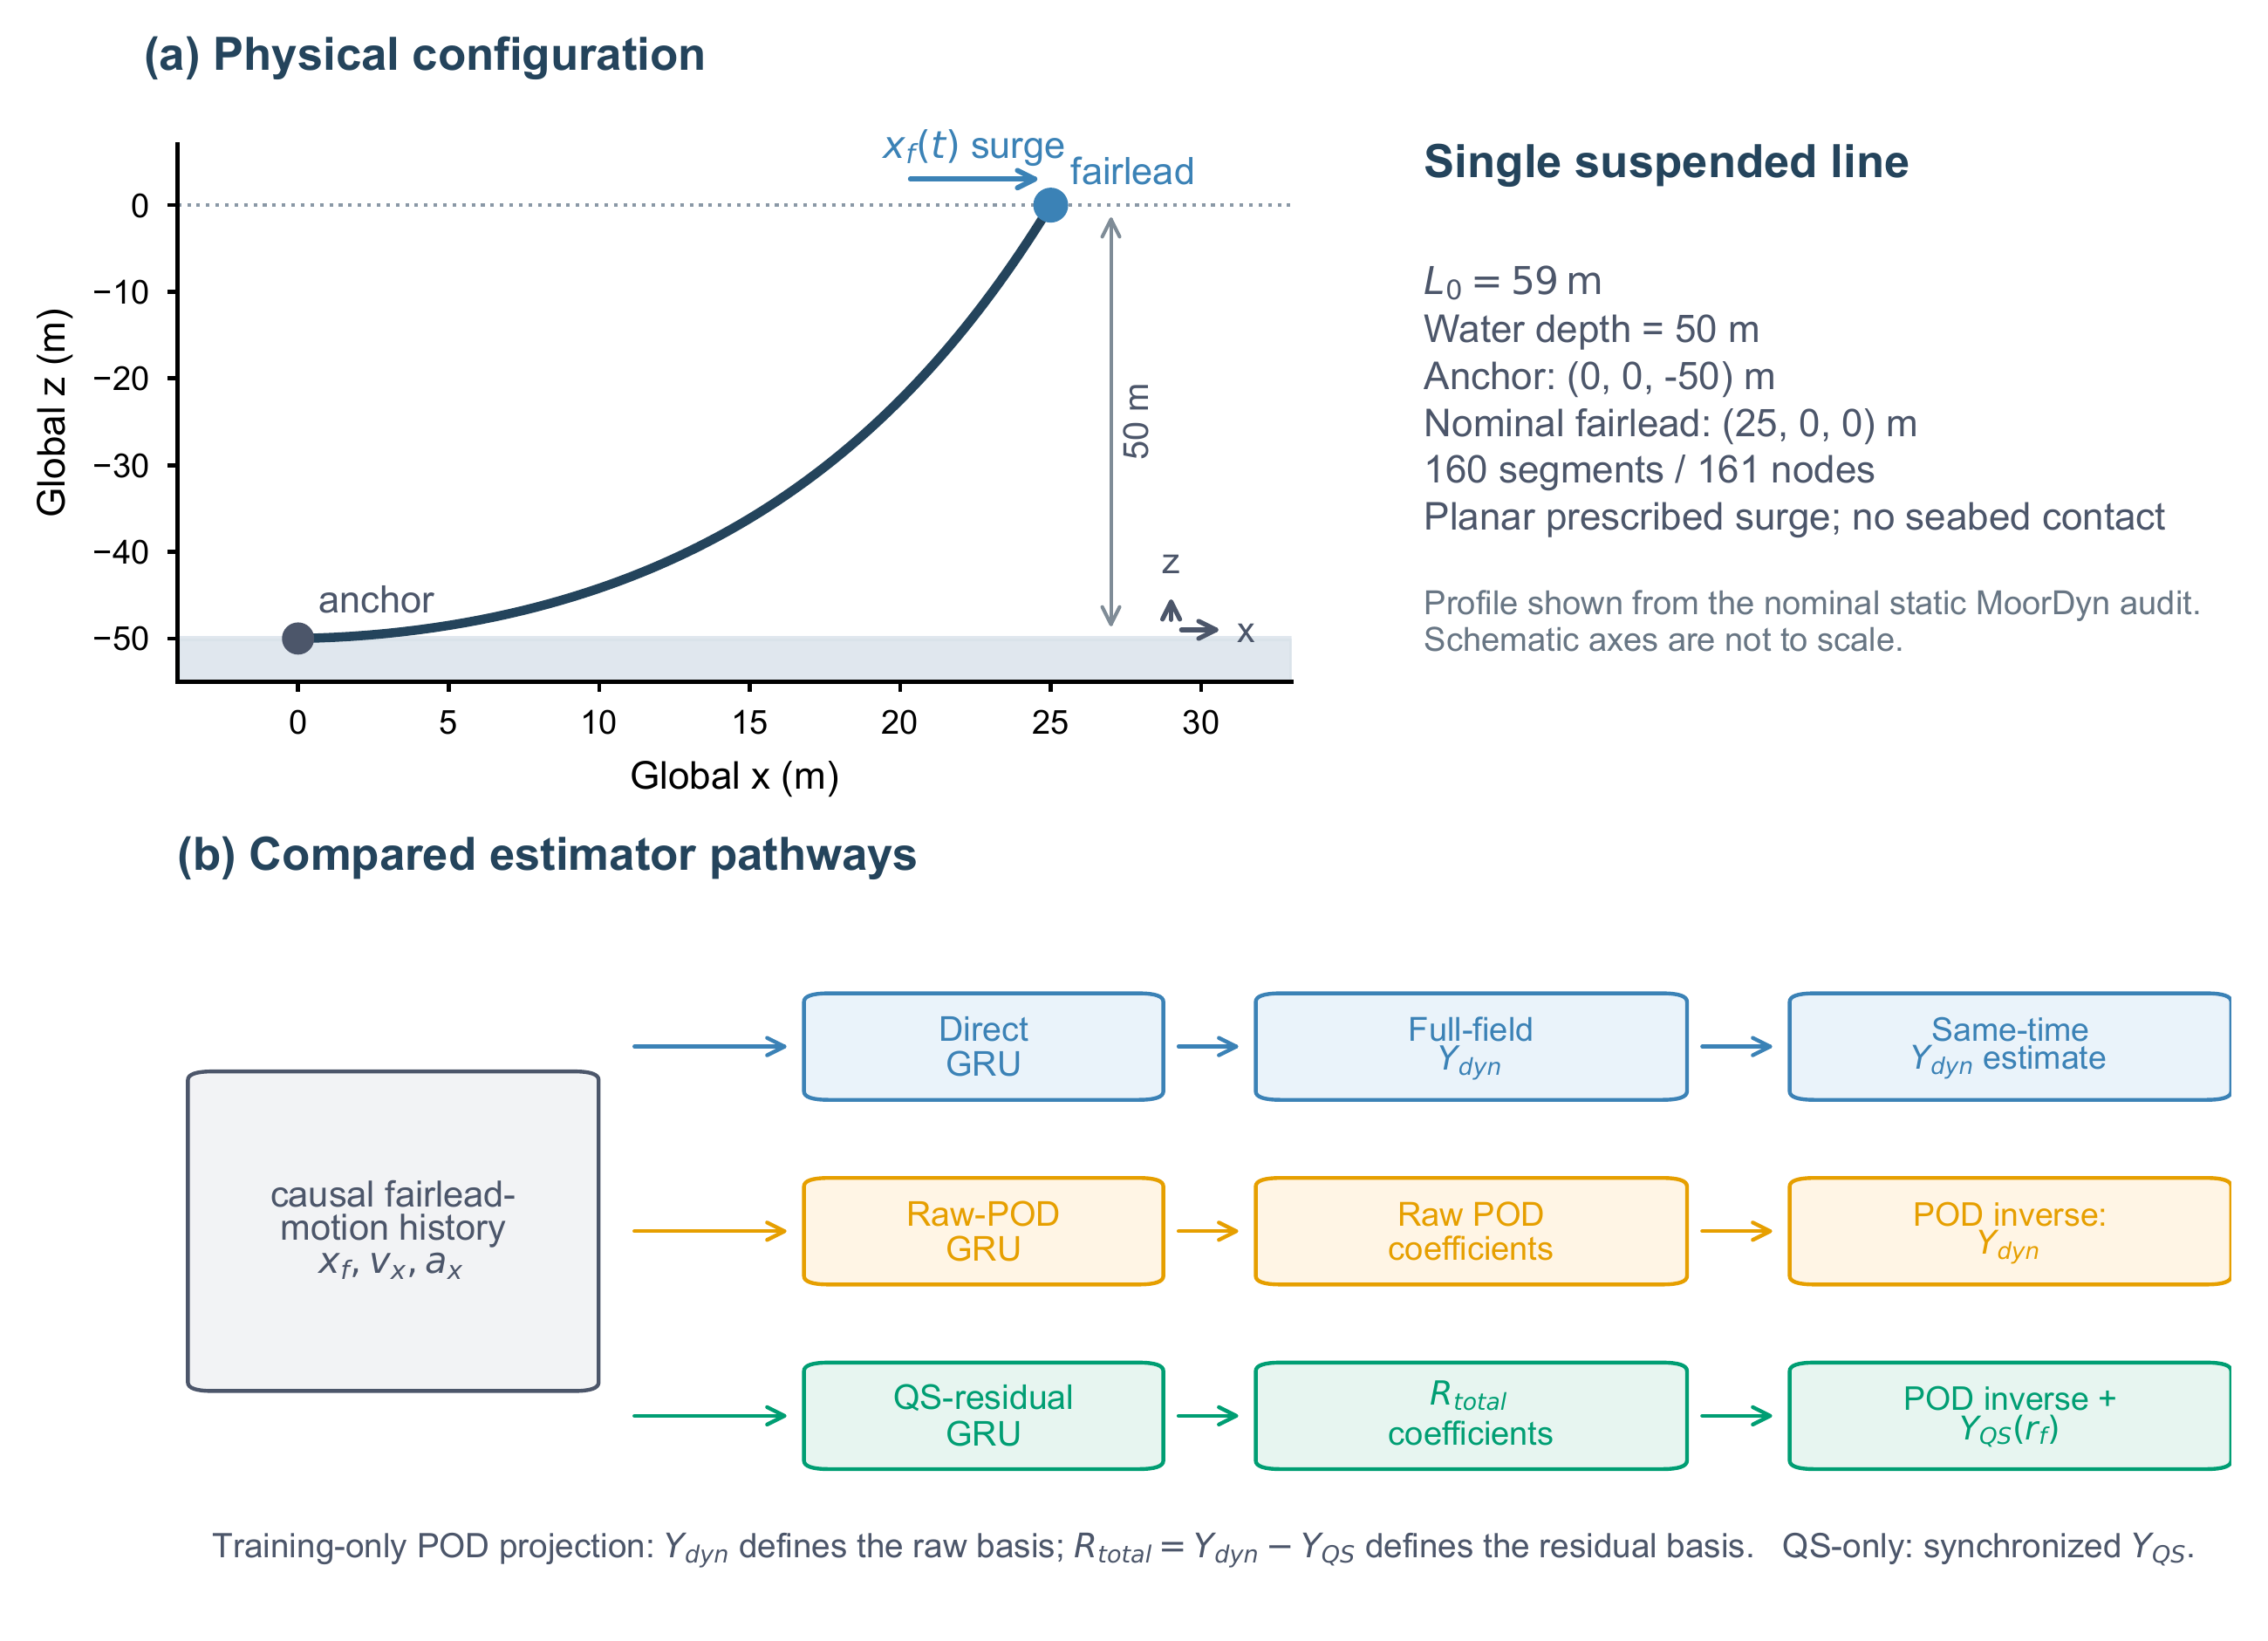 (a) Physical configuration
x_f(t) surge
fairlead
0
−10
−20
−30
−40
−50
Global z (m)
anchor
50 m
z
x
0 5 10 15 20 25 30
Global x (m)
Single suspended line
L_0 = 59 m
Water depth = 50 m
Anchor: (0, 0, -50) m
Nominal fairlead: (25, 0, 0) m
160 segments / 161 nodes
Planar prescribed surge; no seabed contact
Profile shown from the nominal static MoorDyn audit.
Schematic axes are not to scale.
(b) Compared estimator pathways
causal fairlead-
motion history
x_f, v_x, a_x
Direct
GRU
Full-field
Y_dyn
Same-time
Y_dyn estimate
Raw-POD
GRU
Raw POD
coefficients
POD inverse:
Y_dyn
QS-residual
GRU
R_total
coefficients
POD inverse +
Y_QS(r_f)
Training-only POD projection: Y_dyn defines the raw basis; R_total = Y_dyn − Y_QS defines the residual basis. QS-only: synchronized Y_QS.